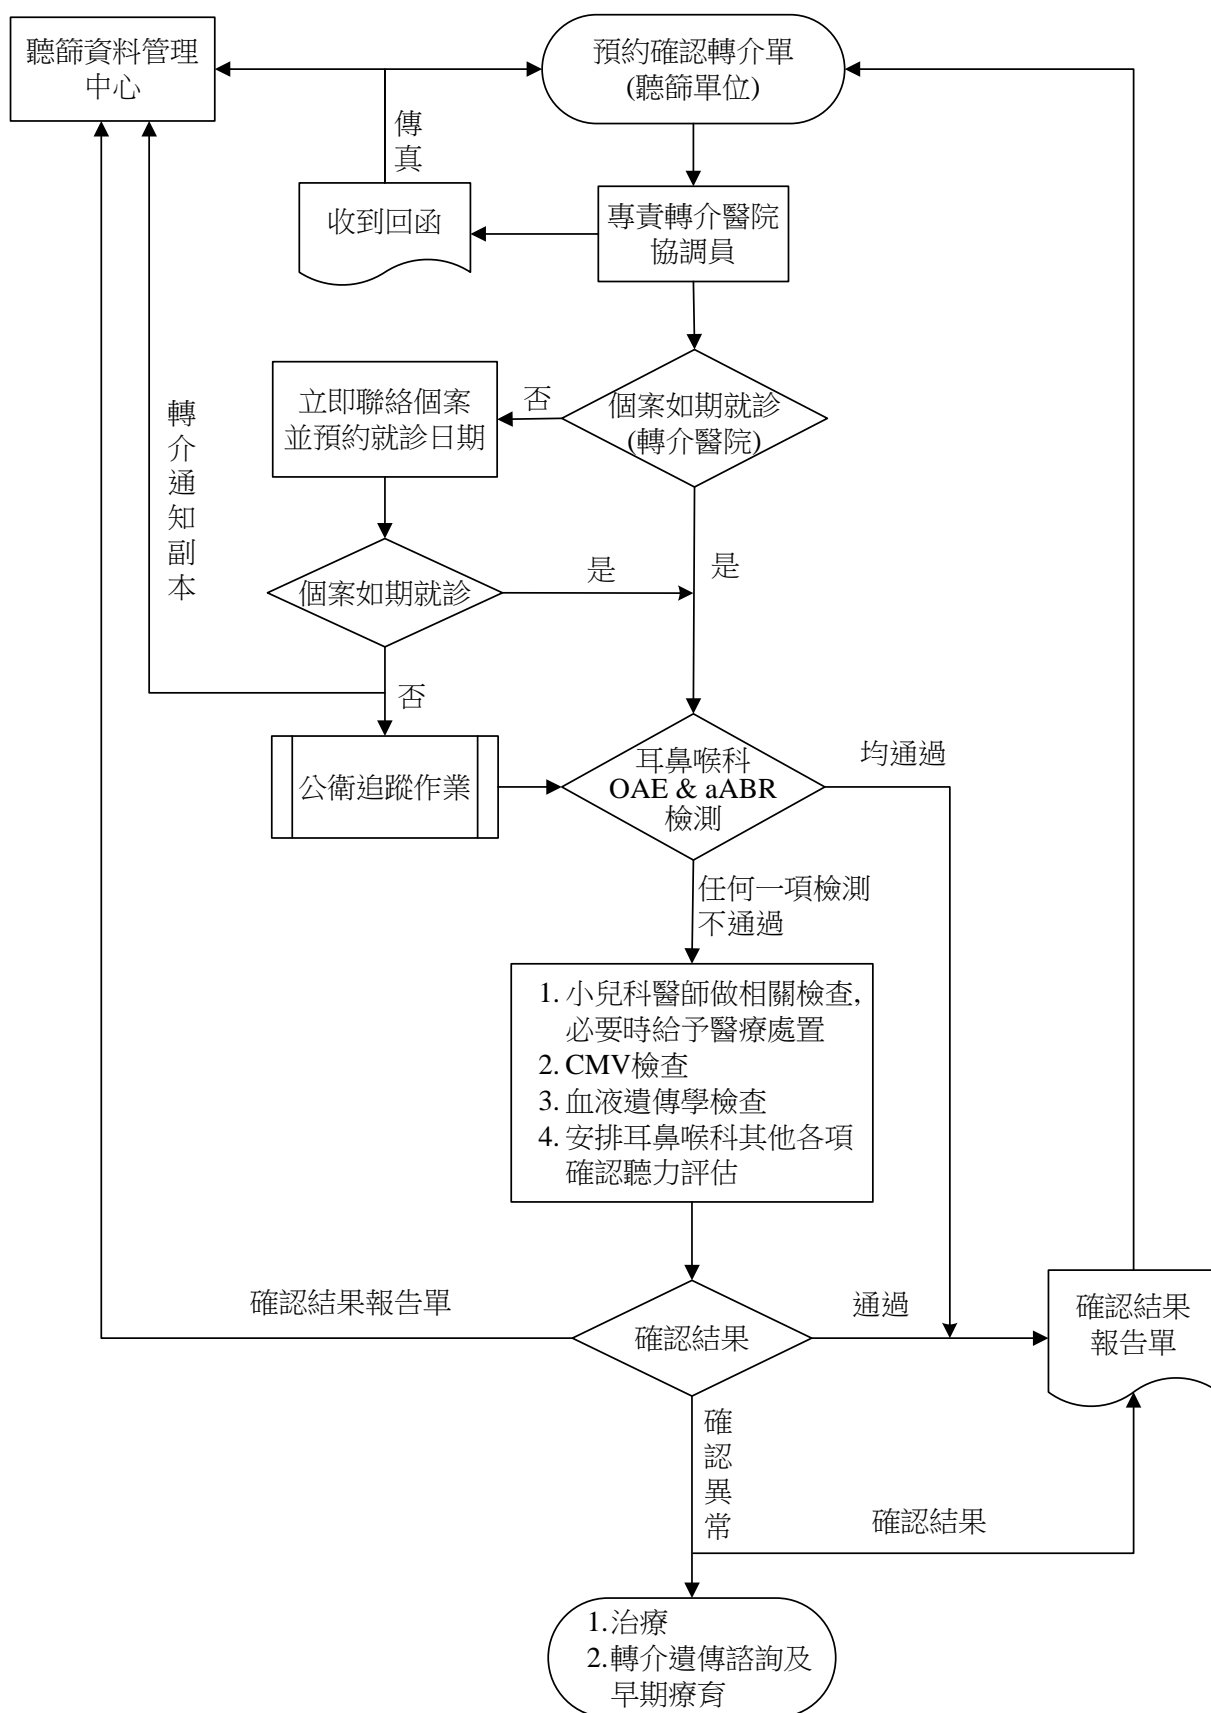 聽篩資料管理
中心
預約確認轉介單
(聽篩單位)
傳
真
收到回函
專責轉介醫院
協調員
立即聯絡個案
並預約就診日期
否
個案如期就診
(轉介醫院)
轉
介
通
知
副
本
個案如期就診
是
是
否
公衛追蹤作業
耳鼻喉科
OAE & aABR
檢測
均通過
任何一項檢測
不通過
1. 小兒科醫師做相關檢查,
必要時給予醫療處置
2. CMV檢查
3. 血液遺傳學檢查
4. 安排耳鼻喉科其他各項
確認聽力評估
確認結果報告單
確認結果
通過
確認結果
報告單
確
認
異
常
確認結果
1. 治療
2. 轉介遺傳諮詢及
早期療育